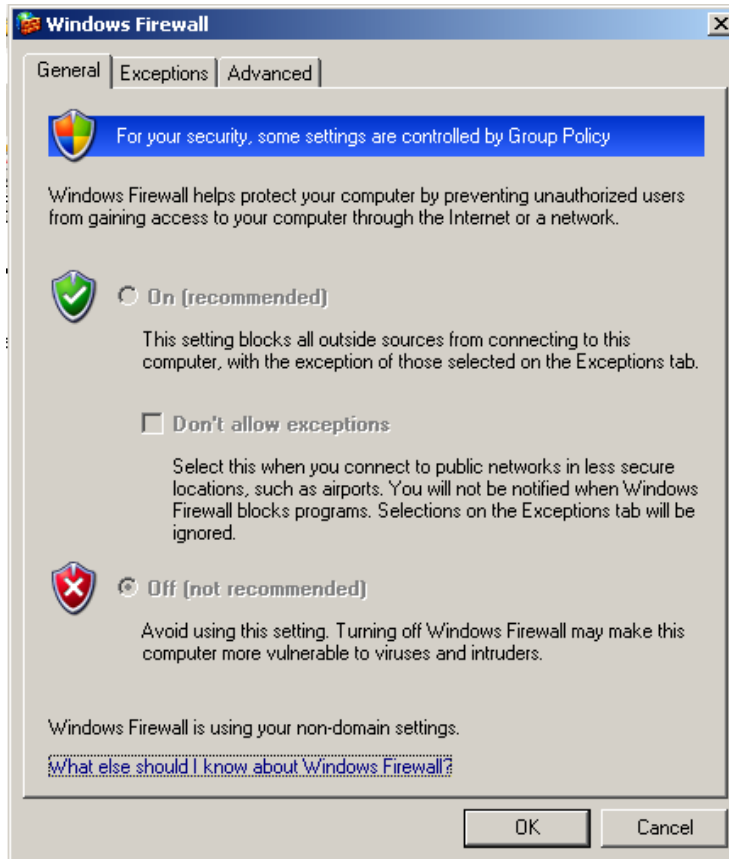 Windows Firewall
General Exceptions Advanced
For your security, some settings are controlled by Group Policy
Windows Firewall helps protect your computer by preventing unauthorized users
from gaining access to your computer through the Internet or a network.
On (recommended)
This setting blocks all outside sources from connecting to this
computer, with the exception of those selected on the Exceptions tab.
Don't allow exceptions
Select this when you connect to public networks in less secure
locations, such as airports. You will not be notified when Windows
Firewall blocks programs. Selections on the Exceptions tab will be
ignored.
Off (not recommended)
Avoid using this setting. Turning off Windows Firewall may make this
computer more vulnerable to viruses and intruders.
Windows Firewall is using your non-domain settings.
What else should I know about Windows Firewall?
OK Cancel